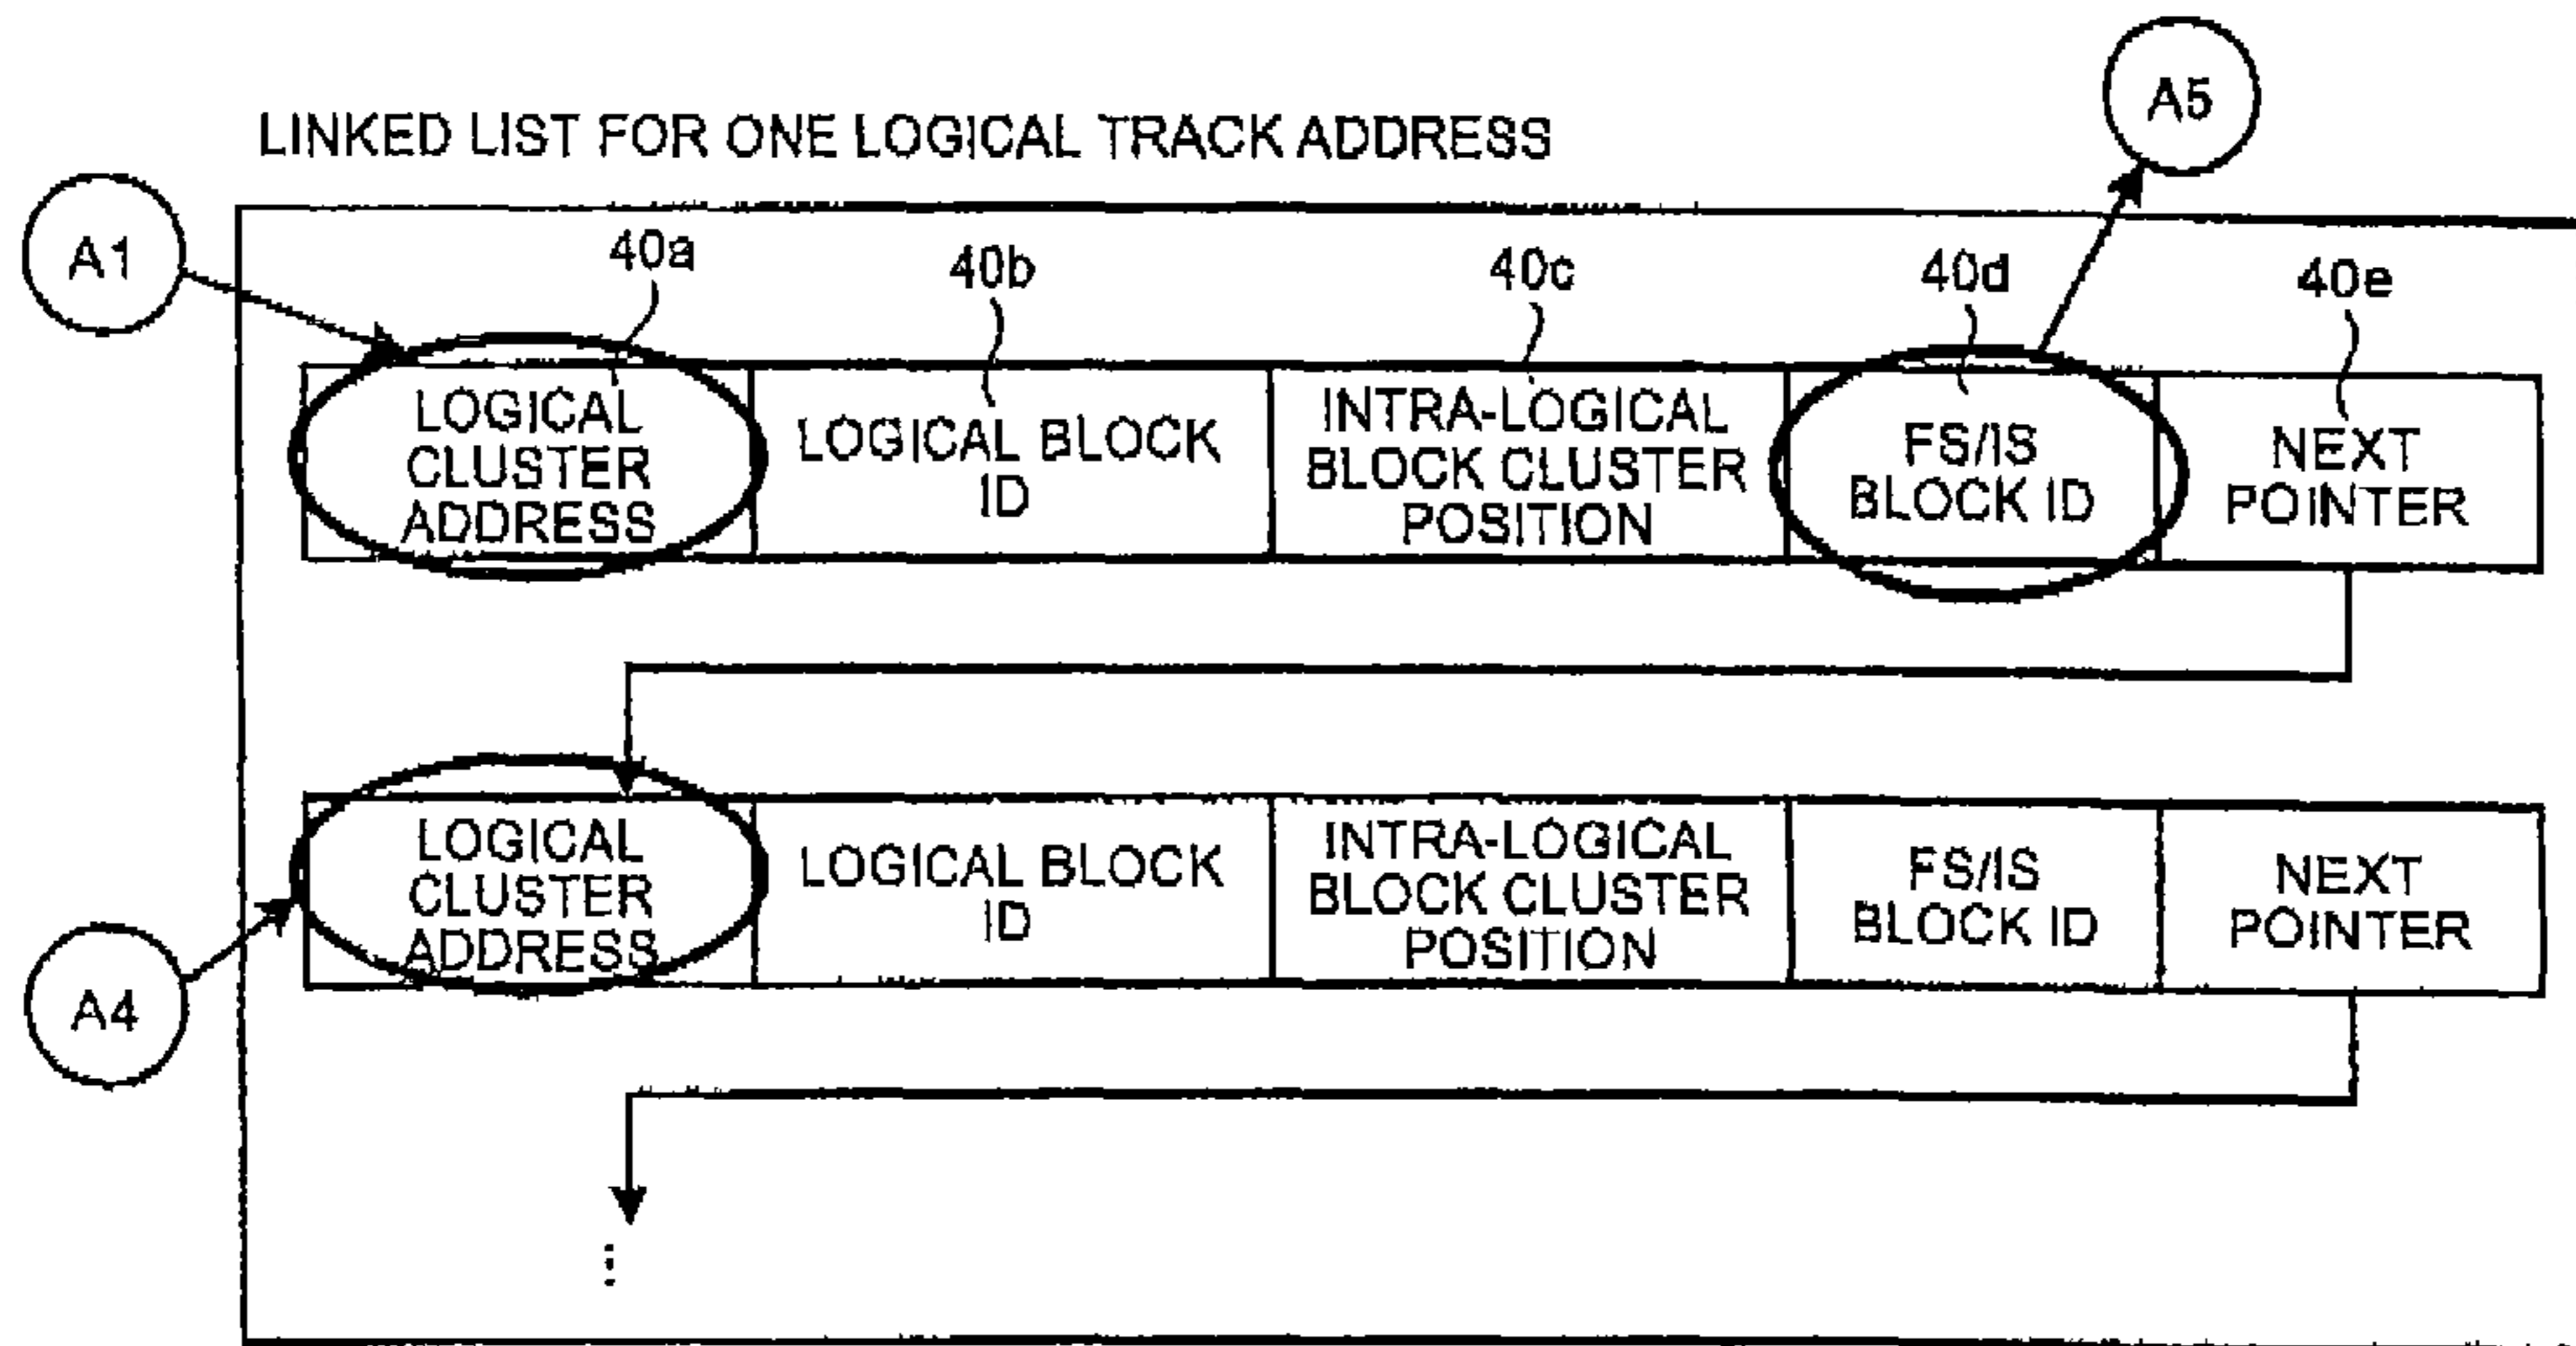 A5
LINKED LIST FOR ONE LOGICAL TRACK ADDRESS
A1
40a
40b
40c
40d
40e
LOGICAL
CLUSTER
ADDRESS
LOGICAL BLOCK
ID
INTRA-LOGICAL
BLOCK CLUSTER
POSITION
FS/IS
BLOCK ID
NEXT
POINTER
LOGICAL
CLUSTER
ADDRESS
LOGICAL BLOCK
ID
INTRA-LOGICAL
BLOCK CLUSTER
POSITION
FS/IS
BLOCK ID
NEXT
POINTER
A4
⋮